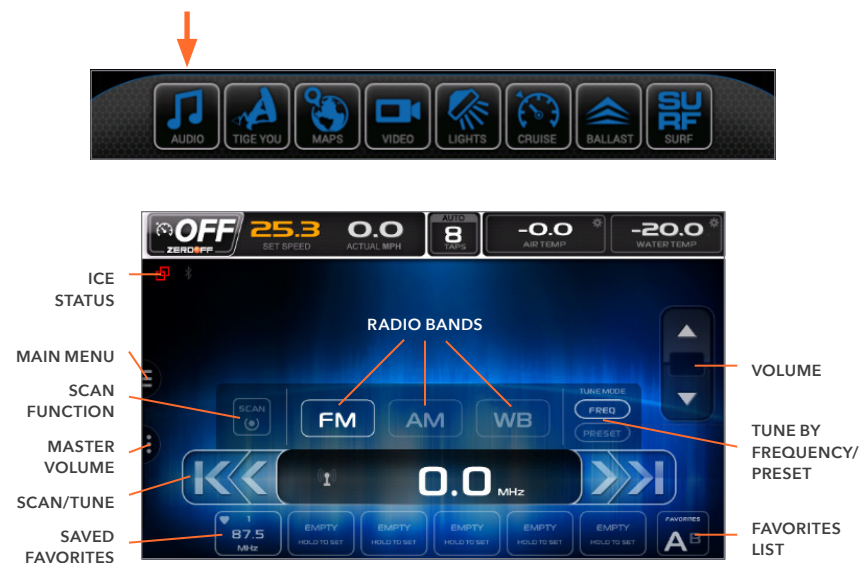 AUDIO
TIGE YOU
MAPS
VIDEO
LIGHTS
CRUISE
BALLAST
SU
RF
SURF
OFF
ZEROOFF
25.3
SET SPEED
0.0
ACTUAL MPH
AUTO
8
TAPS
-0.0
AIR TEMP
-20.0
WATER TEMP
ICE
STATUS
RADIO BANDS
MAIN MENU
SCAN
FUNCTION
MASTER
VOLUME
SCAN/TUNE
SAVED
FAVORITES
VOLUME
TUNE BY
FREQUENCY/
PRESET
FAVORITES
LIST
SCAN
FM
AM
WB
TUNE MODE
FREQ
PRESET
0.0 MHz
1
87.5
MHz
EMPTY
HOLD TO SET
EMPTY
HOLD TO SET
EMPTY
HOLD TO SET
EMPTY
HOLD TO SET
EMPTY
HOLD TO SET
FAVORITES
A B